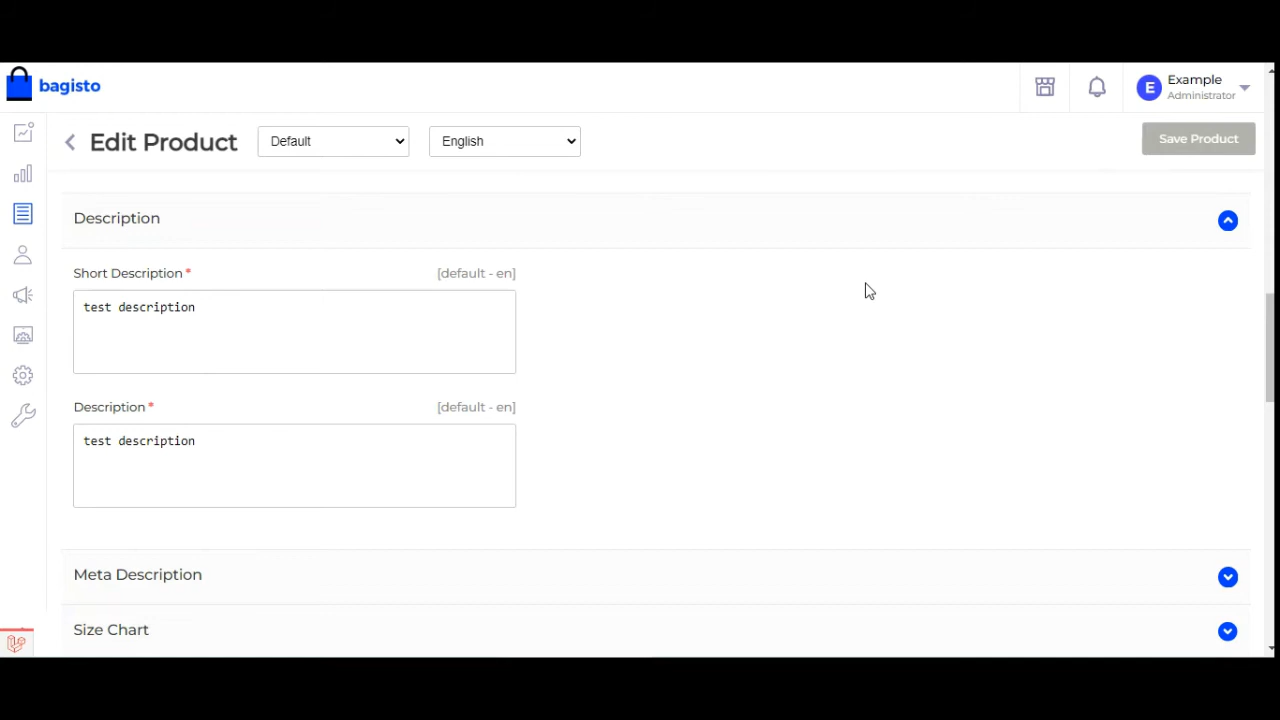 bagisto
E
Example
Administrator
Edit Product
Default
English
Save Product
Description
Short Description *
[default - en]
test description
Description *
[default - en]
test description
Meta Description
Size Chart